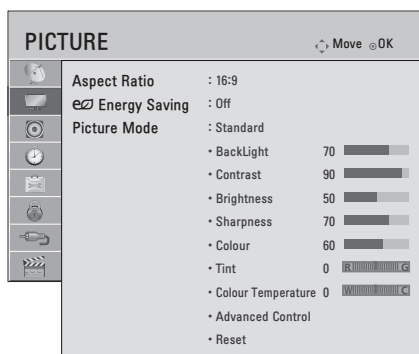 PICTURE Move OK
Aspect Ratio : 16:9
Energy Saving : Off
Picture Mode : Standard
• BackLight 70
• Contrast 90
• Brightness 50
• Sharpness 70
• Colour 60
• Tint 0 R G
• Colour Temperature 0 W C
• Advanced Control
• Reset